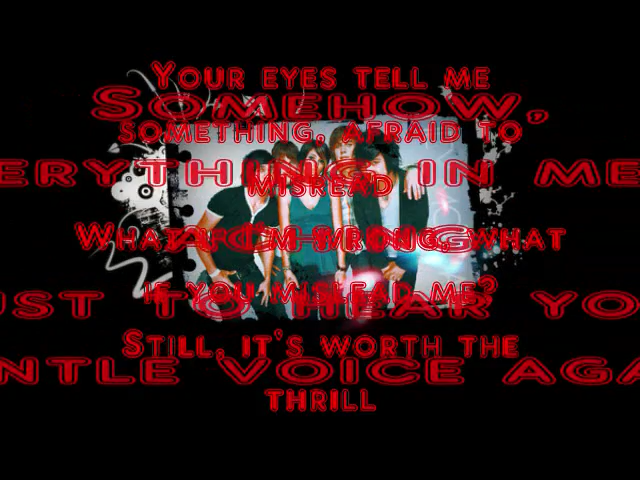 Your eyes tell me
something, afraid to
misread
What if I'm wrong, what
if you mislead me?
Still, it's worth the
thrill
Somehow,
erything in me
aching
ust to hear yo
ntle voice aga